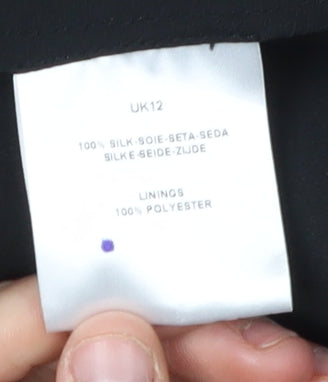 UK12
100% SILK-SOIE-SETA-SEDA
SILKE-SEIDE-ZIJDE
LININGS
100% POLYESTER